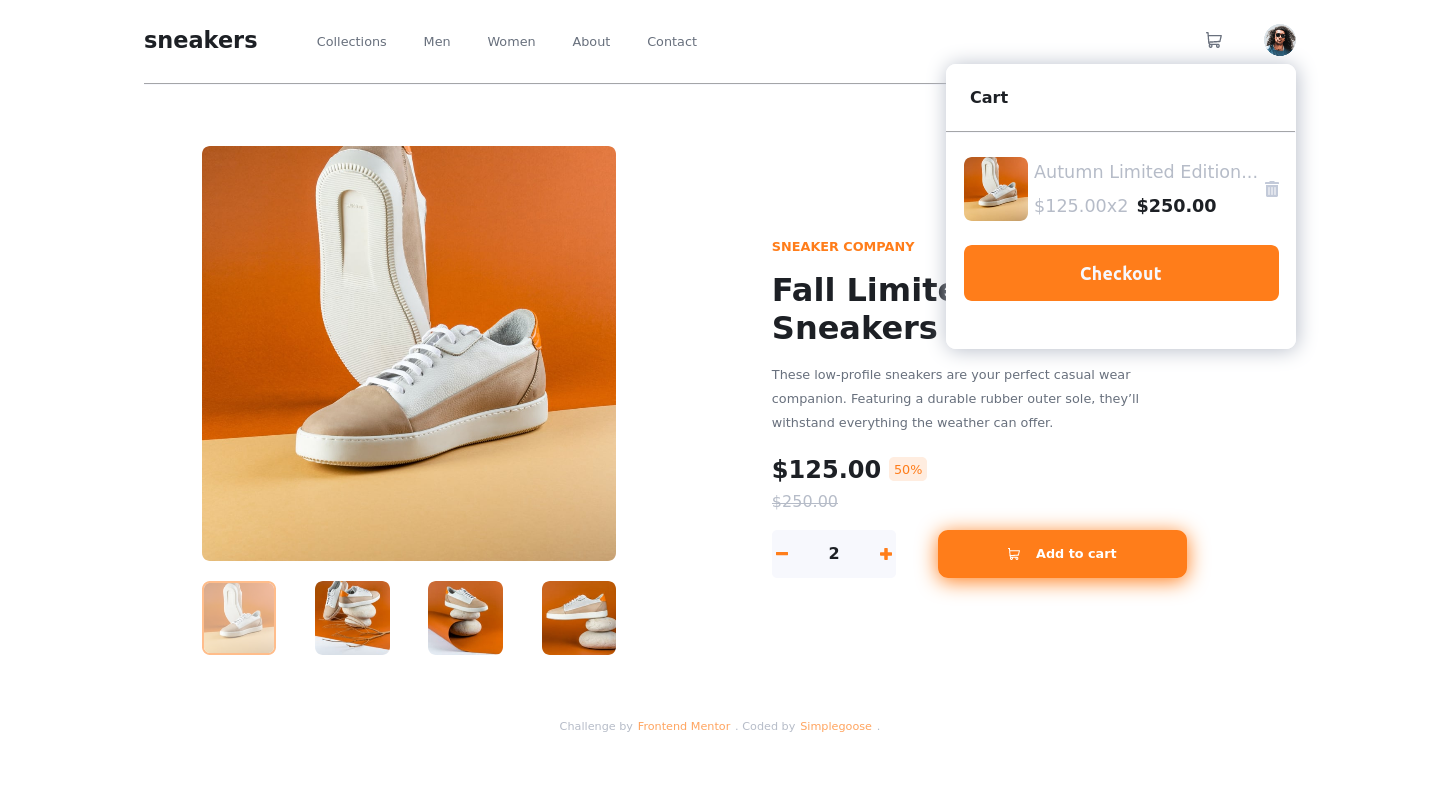 sneakers
Collections Men Women About Contact
Cart
Autumn Limited Edition...
$125.00x2 $250.00
Checkout
SNEAKER COMPANY
Fall Limite
Sneakers
These low-profile sneakers are your perfect casual wear
companion. Featuring a durable rubber outer sole, they'll
withstand everything the weather can offer.
$125.00 50%
$250.00
2
Add to cart
Challenge by Frontend Mentor . Coded by Simplegoose .